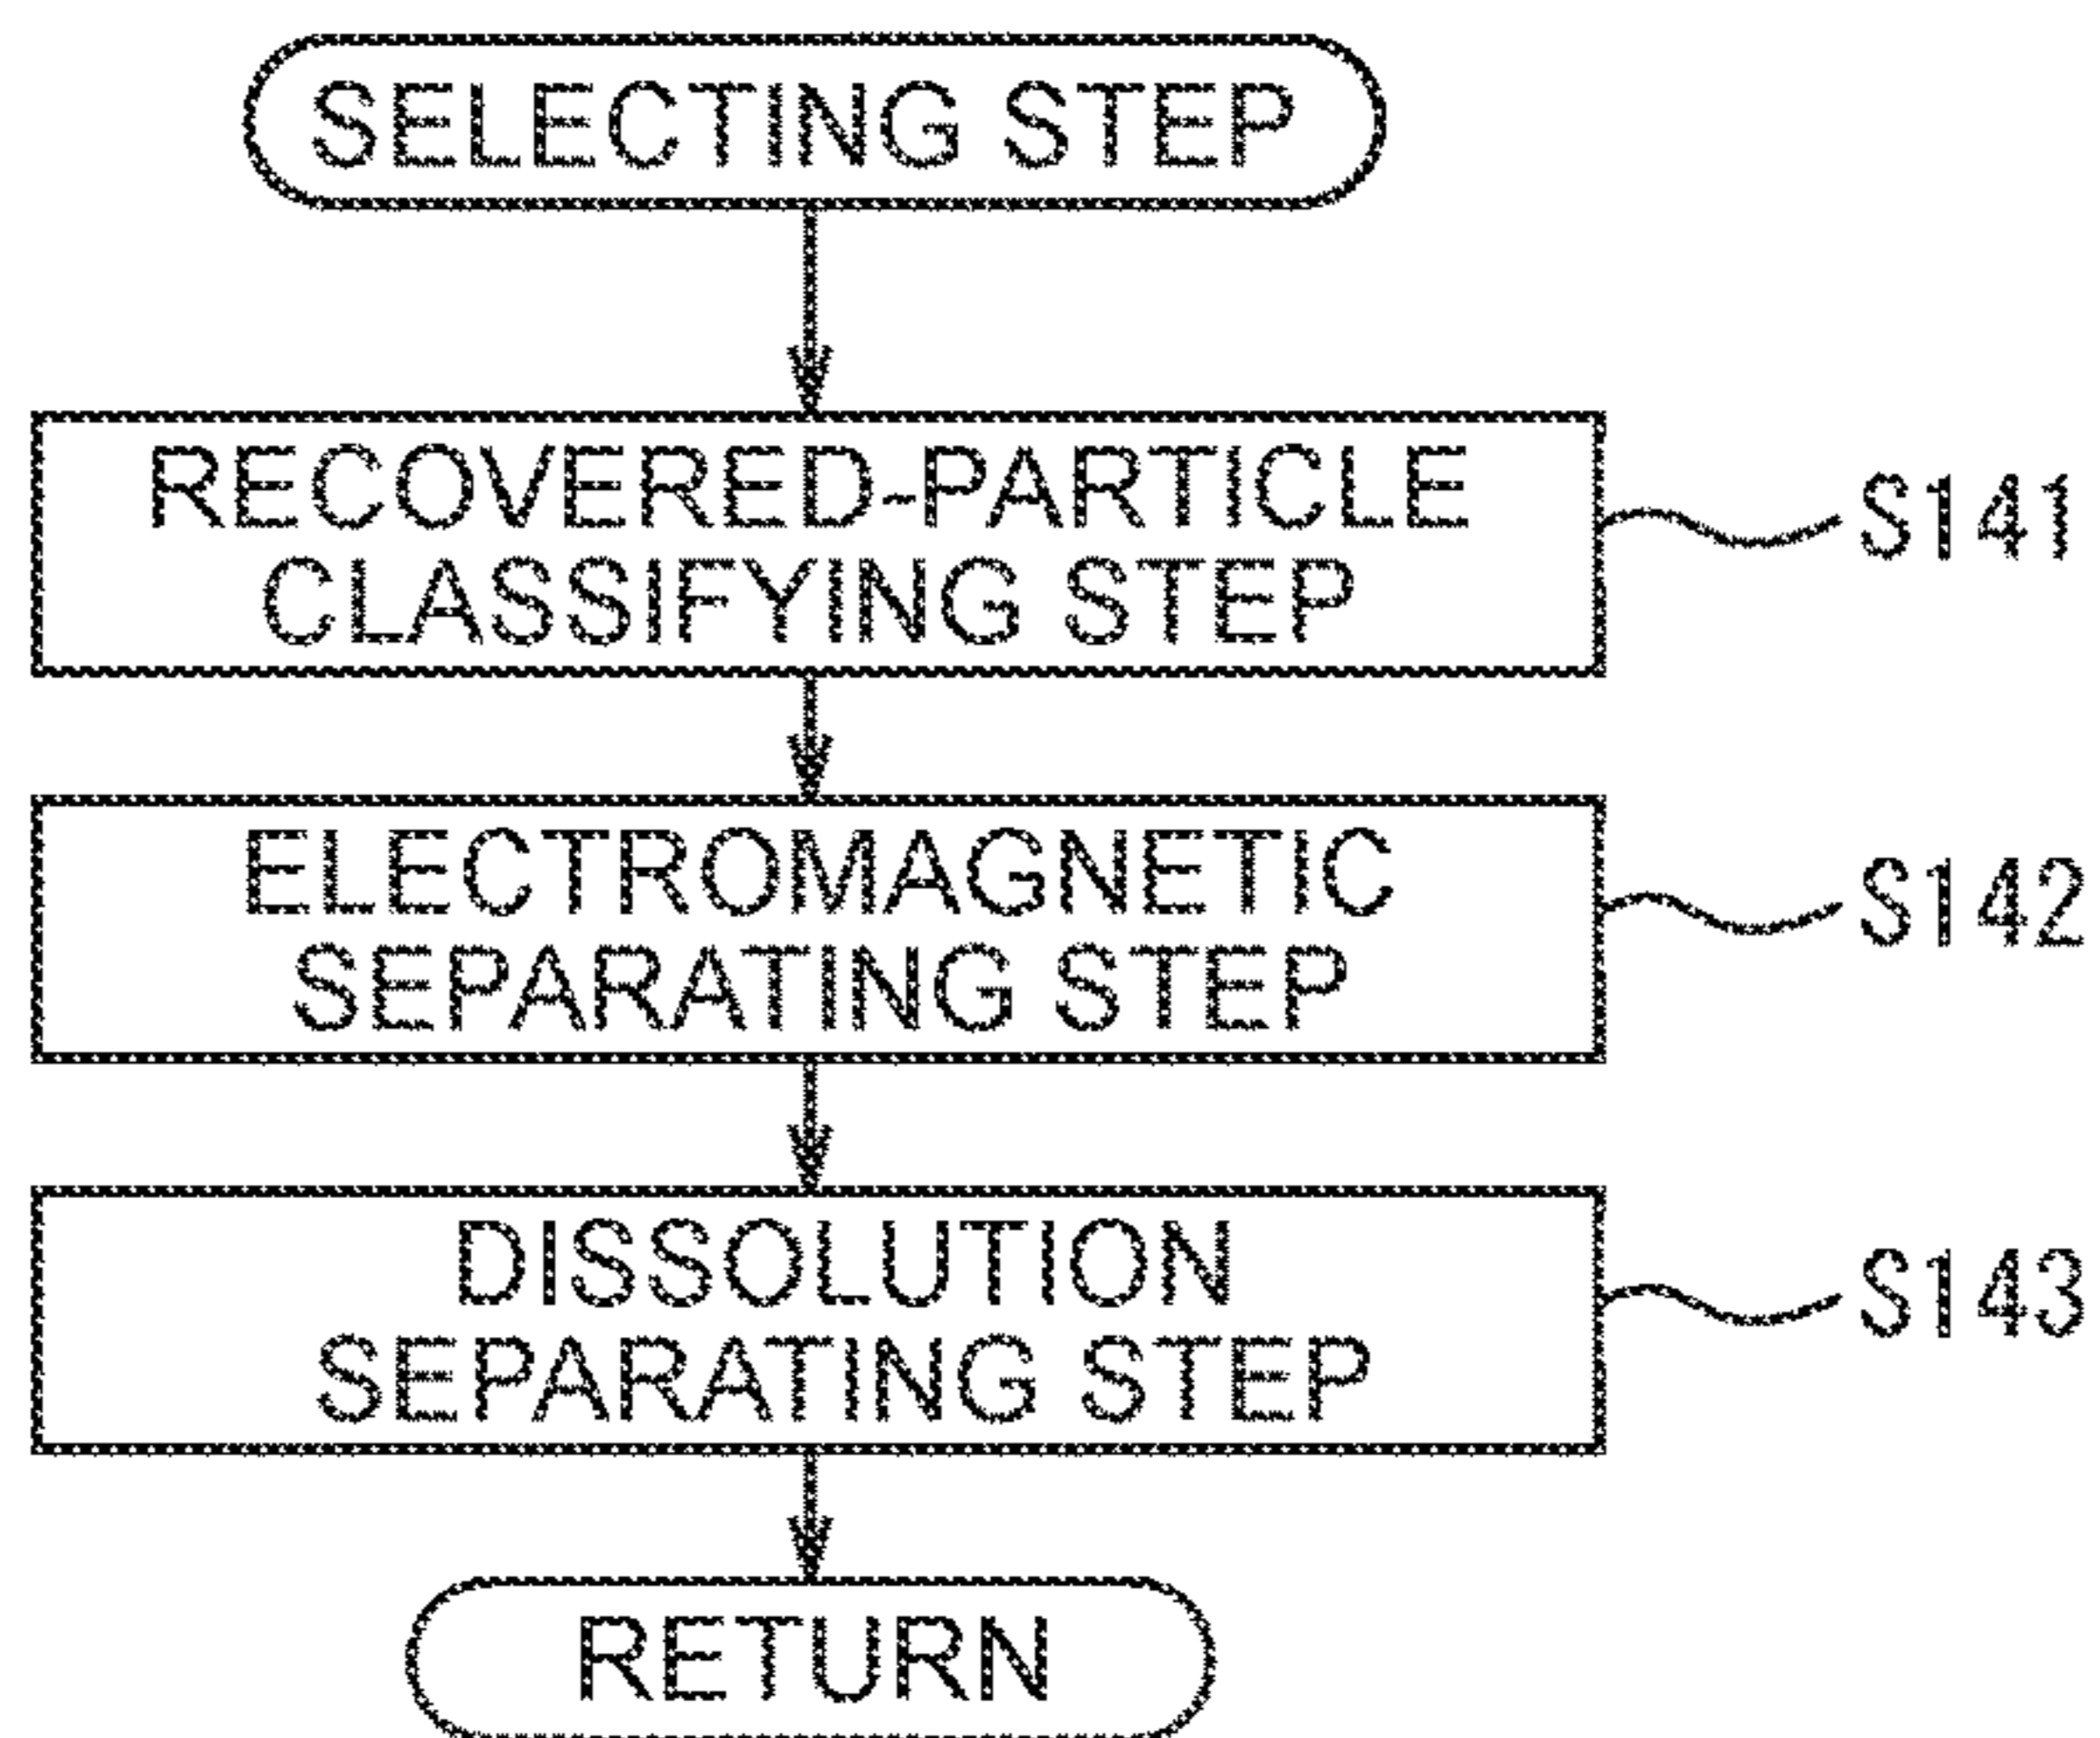 SELECTING STEP
RECOVERED-PARTICLE
CLASSIFYING STEP
S141
ELECTROMAGNETIC
SEPARATING STEP
S142
DISSOLUTION
SEPARATING STEP
S143
RETURN